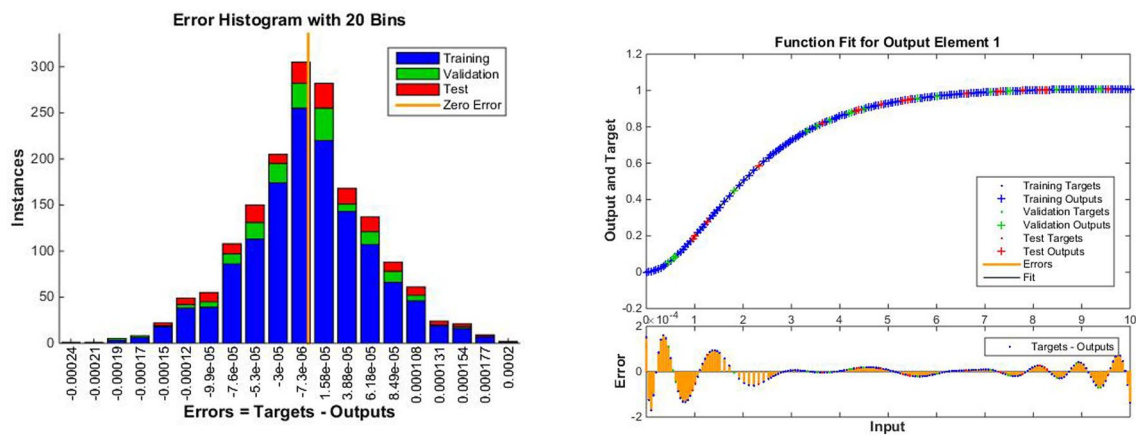 Error Histogram with 20 Bins
Instances
300
250
200
150
100
50
0
Training
Validation
Test
Zero Error
-0.00024
-0.00021
-0.00019
-0.00017
-0.00015
-0.00012
-9.9e-05
-7.6e-05
-5.3e-05
-3e-05
-7.3e-06
1.58e-05
3.88e-05
6.18e-05
8.49e-05
0.000108
0.000131
0.000154
0.000177
0.0002
Errors = Targets - Outputs
Function Fit for Output Element 1
Output and Target
1.2
1
0.8
0.6
0.4
0.2
0
-0.2
Training Targets
Training Outputs
Validation Targets
Validation Outputs
Test Targets
Test Outputs
Errors
Fit
0 1 2 3 4 5 6 7 8 9 10
×10⁻⁴
Error
2
0
-2
Targets - Outputs
Input